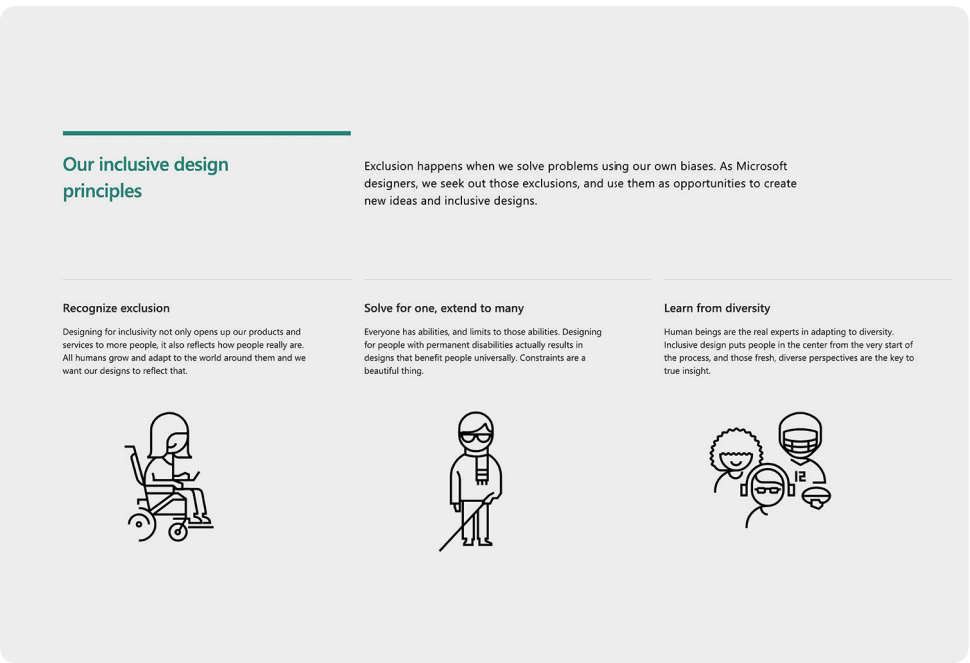 Our inclusive design
principles
Exclusion happens when we solve problems using our own biases. As Microsoft
designers, we seek out those exclusions, and use them as opportunities to create
new ideas and inclusive designs.
Recognize exclusion
Designing for inclusivity not only opens up our products and
services to more people, it also reflects how people really are.
All humans grow and adapt to the world around them and we
want our designs to reflect that.
Solve for one, extend to many
Everyone has abilities, and limits to those abilities. Designing
for people with permanent disabilities actually results in
designs that benefit people universally. Constraints are a
beautiful thing.
Learn from diversity
Human beings are the real experts in adapting to diversity.
Inclusive design puts people in the center from the very start of
the process, and those fresh, diverse perspectives are the key to
true insight.
12